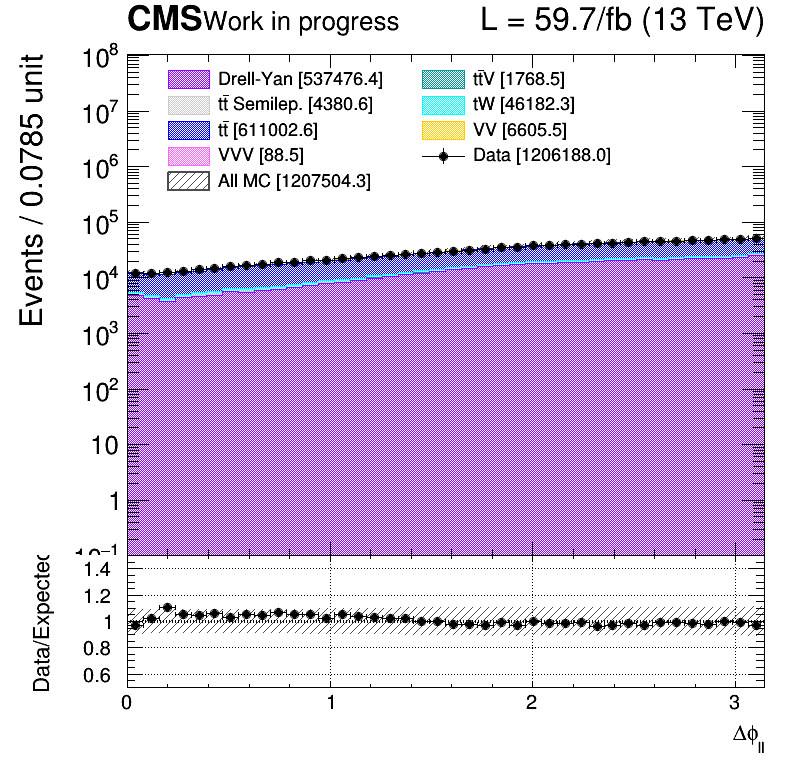 CMS Work in progress L = 59.7/fb (13 TeV)
Events / 0.0785 unit
10⁸
10⁷
10⁶
10⁵
10⁴
10³
10²
10
1
10⁻¹
Drell-Yan [537476.4]
tt̄ Semilep. [4380.6]
tt̄ [611002.6]
VVV [88.5]
All MC [1207504.3]
tt̄V [1768.5]
tW [46182.3]
VV [6605.5]
Data [1206188.0]
Data/Expected
1.4
1.2
1
0.8
0.6
0 1 2 3
Δϕ_ll